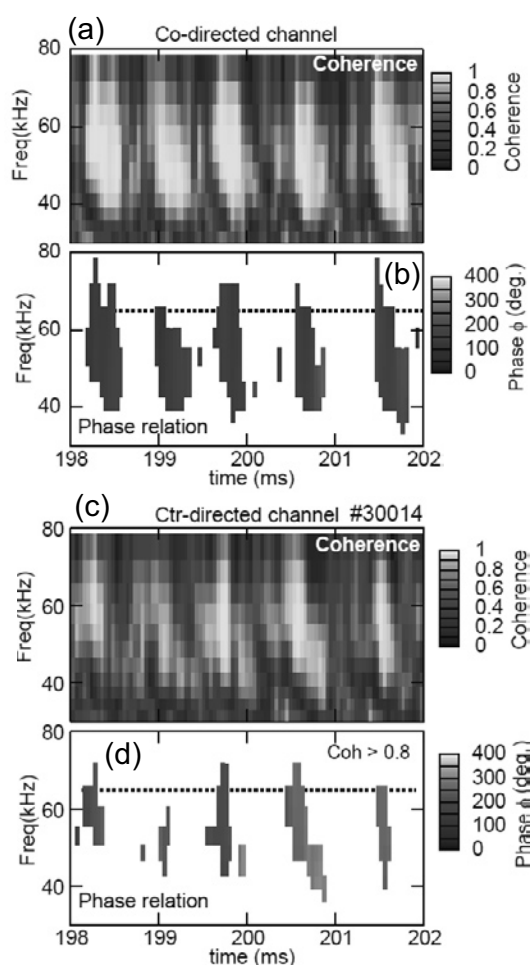 (a) Co-directed channel
Coherence
80
60
40
Freq(kHz)
1
0.8
0.6
0.4
0.2
0
Coherence
(b)
80
60
40
30
Freq(kHz)
Phase relation
198 199 200 201 202
time (ms)
400
300
200
100
0
Phase ϕ (deg.)
(c) Ctr-directed channel #30014
Coherence
80
60
40
Freq(kHz)
1
0.8
0.6
0.4
0.2
0
Coherence
(d) Coh > 0.8
80
60
40
30
Freq(kHz)
Phase relation
198 199 200 201 202
time (ms)
400
300
200
100
0
Phase ϕ (deg.)